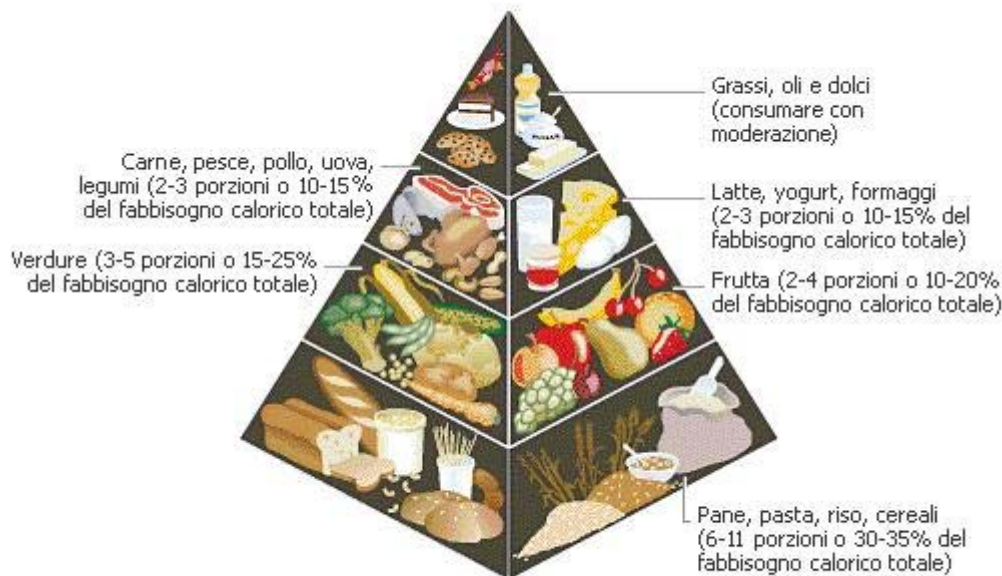 Grassi, oli e dolci
(consumare con
moderazione)
Carne, pesce, pollo, uova,
legumi (2-3 porzioni o 10-15%
del fabbisogno calorico totale)
Latte, yogurt, formaggi
(2-3 porzioni o 10-15% del
fabbisogno calorico totale)
Verdure (3-5 porzioni o 15-25%
del fabbisogno calorico totale)
Frutta (2-4 porzioni o 10-20%
del fabbisogno calorico totale)
Pane, pasta, riso, cereali
(6-11 porzioni o 30-35% del
fabbisogno calorico totale)